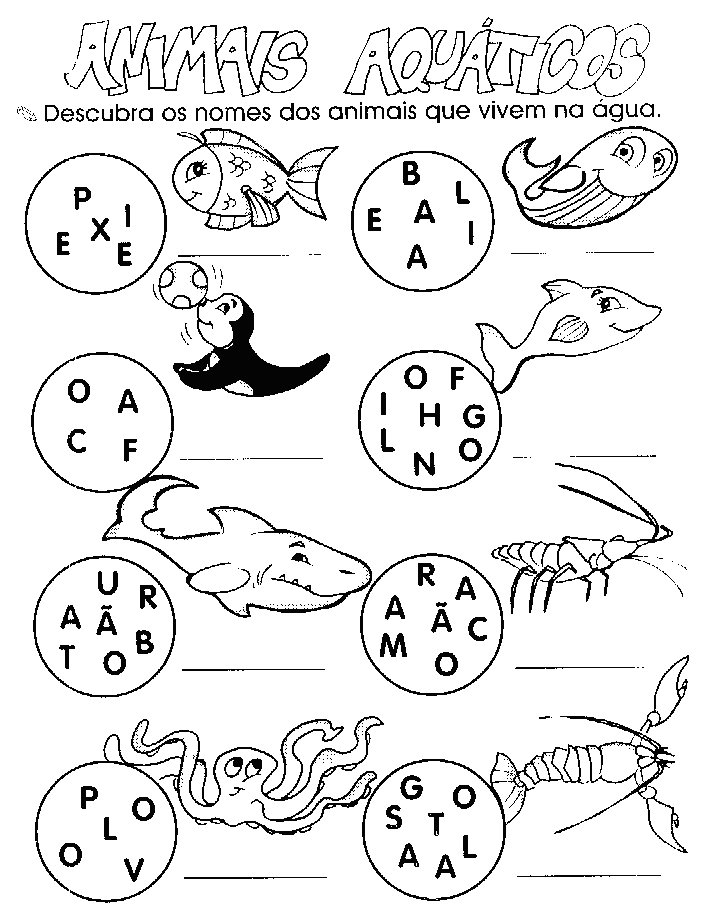 ANIMAIS AQUÁTICOS
Descubra os nomes dos animais que vivem na água.
P I
E X E
B L
E A I
A
O A
C F
O F
I H G
L N O
U R
A Ã B
T O
R A
A Ã C
M O
P O
L
O V
G O
S T L
A A